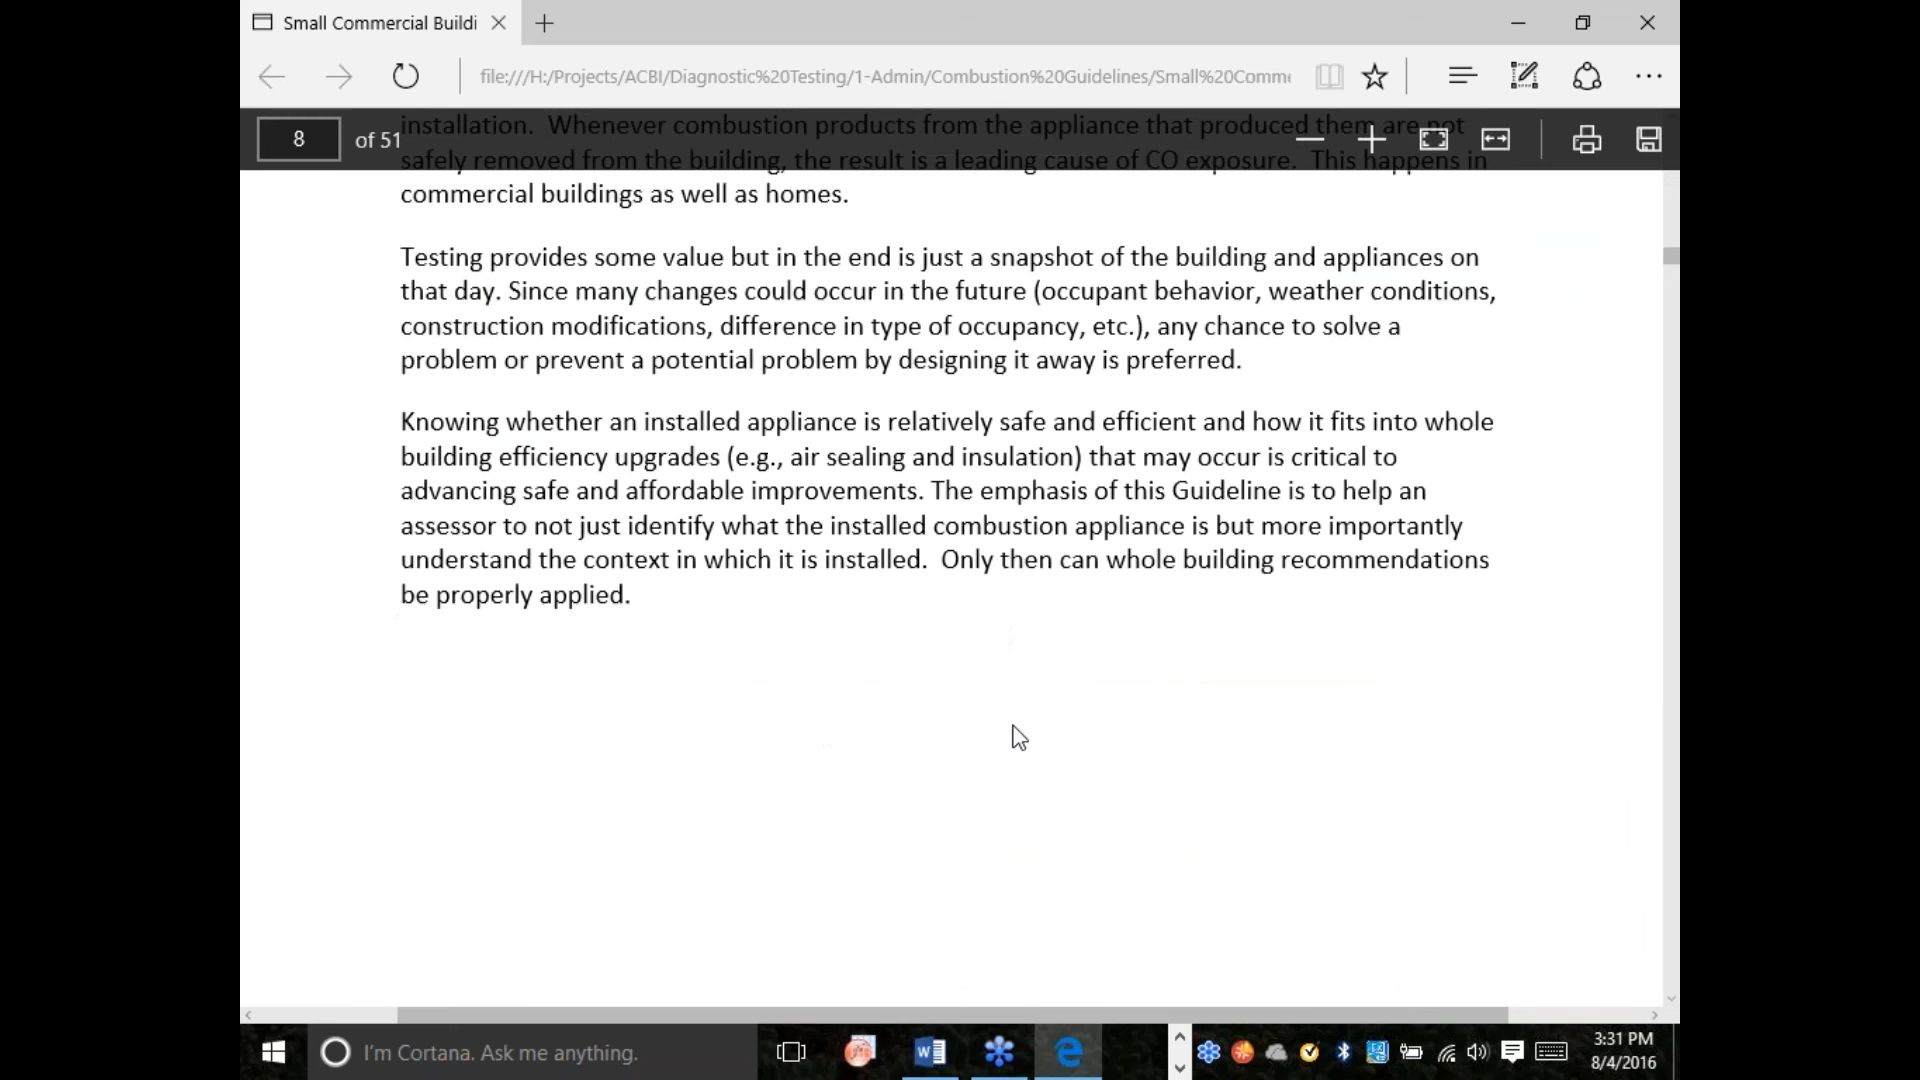 Small Commercial Buildi
file:///H:/Projects/ACBI/Diagnostic%20Testing/1-Admin/Combustion%20Guidelines/Small%20Comme
8 of 51
installation.  Whenever combustion products from the appliance that produced them are not
safely removed from the building, the result is a leading cause of CO exposure.  This happens in
commercial buildings as well as homes.
Testing provides some value but in the end is just a snapshot of the building and appliances on
that day. Since many changes could occur in the future (occupant behavior, weather conditions,
construction modifications, difference in type of occupancy, etc.), any chance to solve a
problem or prevent a potential problem by designing it away is preferred.
Knowing whether an installed appliance is relatively safe and efficient and how it fits into whole
building efficiency upgrades (e.g., air sealing and insulation) that may occur is critical to
advancing safe and affordable improvements. The emphasis of this Guideline is to help an
assessor to not just identify what the installed combustion appliance is but more importantly
understand the context in which it is installed.  Only then can whole building recommendations
be properly applied.
I'm Cortana. Ask me anything.
3:31 PM
8/4/2016